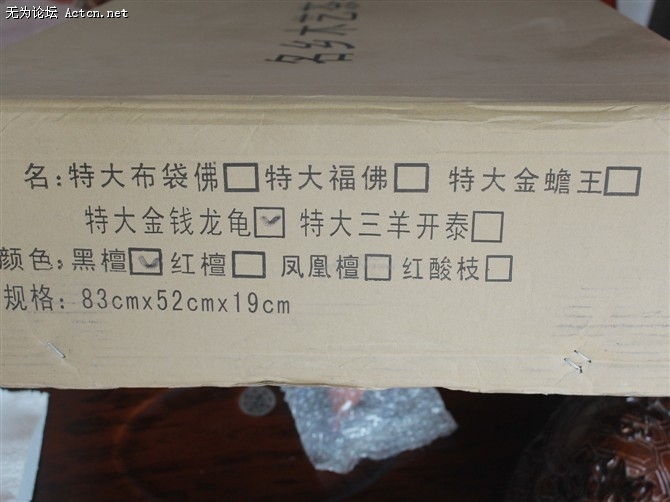 无为论坛 Actcn.net
名:特大布袋佛□特大福佛□ 特大金蟾王□
特大金钱龙龟☑ 特大三羊开泰□
颜色:黑檀☑红檀□ 凤凰檀□红酸枝□
规格:83cmx52cmx19cm